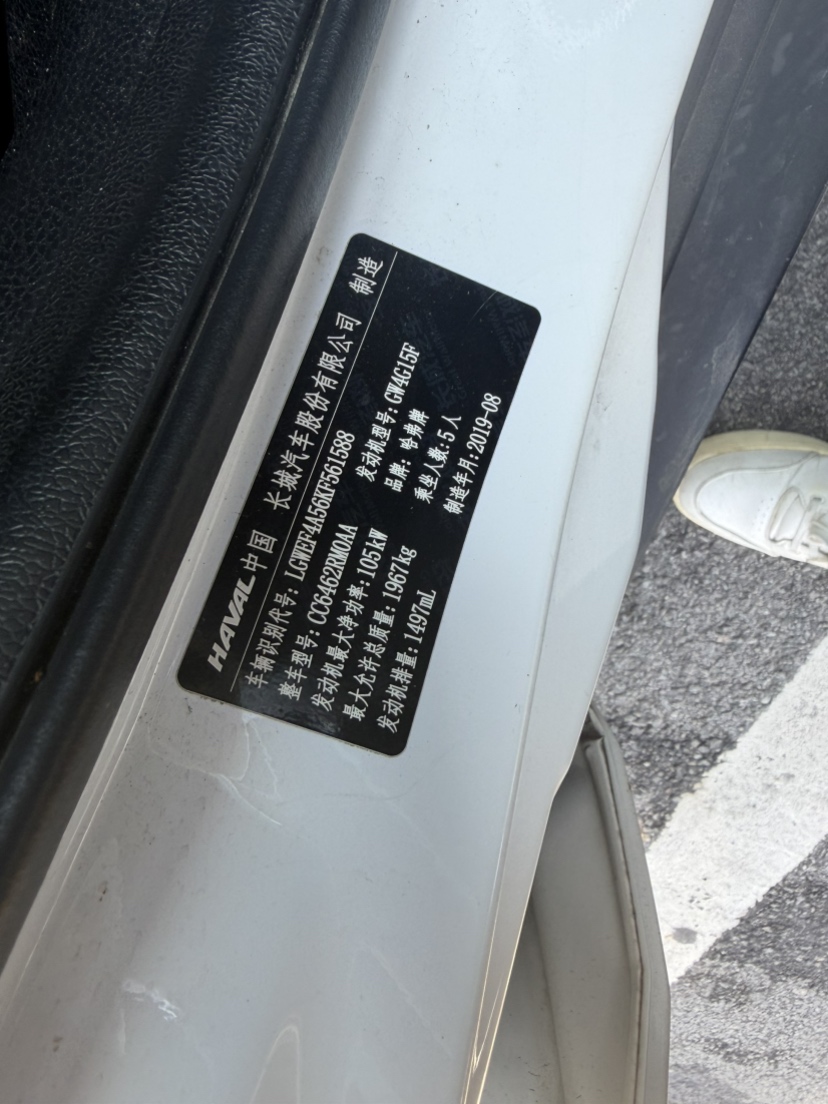 HAVAL 中国 长城汽车股份有限公司 制造
车辆识别代号: LGWEF4A56KF561588
整车型号: CC6462RM0AA 发动机型号: GW4G15F
发动机最大净功率: 105kW 品牌: 哈弗牌
最大允许总质量: 1967kg 乘坐人数: 5 人
发动机排量: 1497mL 制造年月: 2019-08